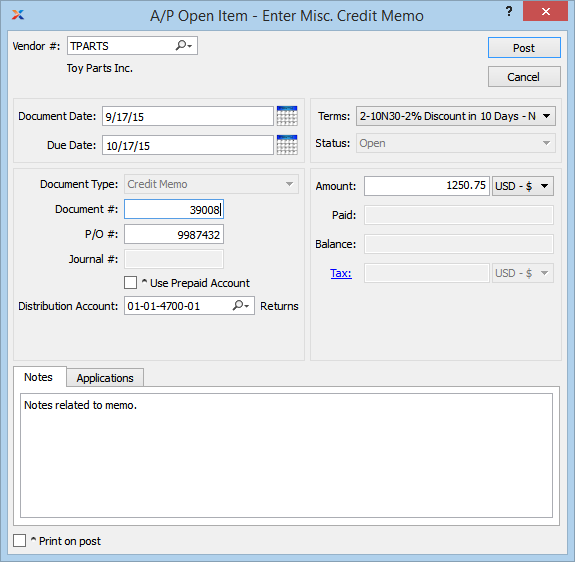 A/P Open Item - Enter Misc. Credit Memo
?
Vendor #: TPARTS
Post
Toy Parts Inc.
Cancel
Document Date: 9/17/15
Terms: 2-10N30-2% Discount in 10 Days - N
Due Date: 10/17/15
Status: Open
Document Type: Credit Memo
Amount: 1250.75 USD - $
Document #: 39008
Paid:
P/O #: 9987432
Balance:
Journal #:
Tax: USD - $
^ Use Prepaid Account
Distribution Account: 01-01-4700-01 Returns
Notes Applications
Notes related to memo.
^ Print on post